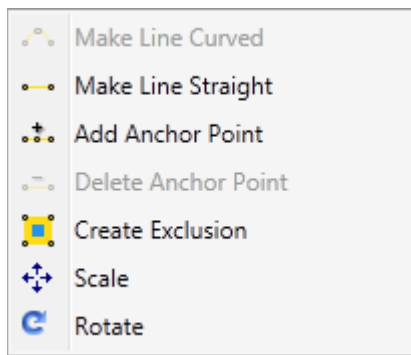 Make Line Curved
Make Line Straight
Add Anchor Point
Delete Anchor Point
Create Exclusion
Scale
Rotate